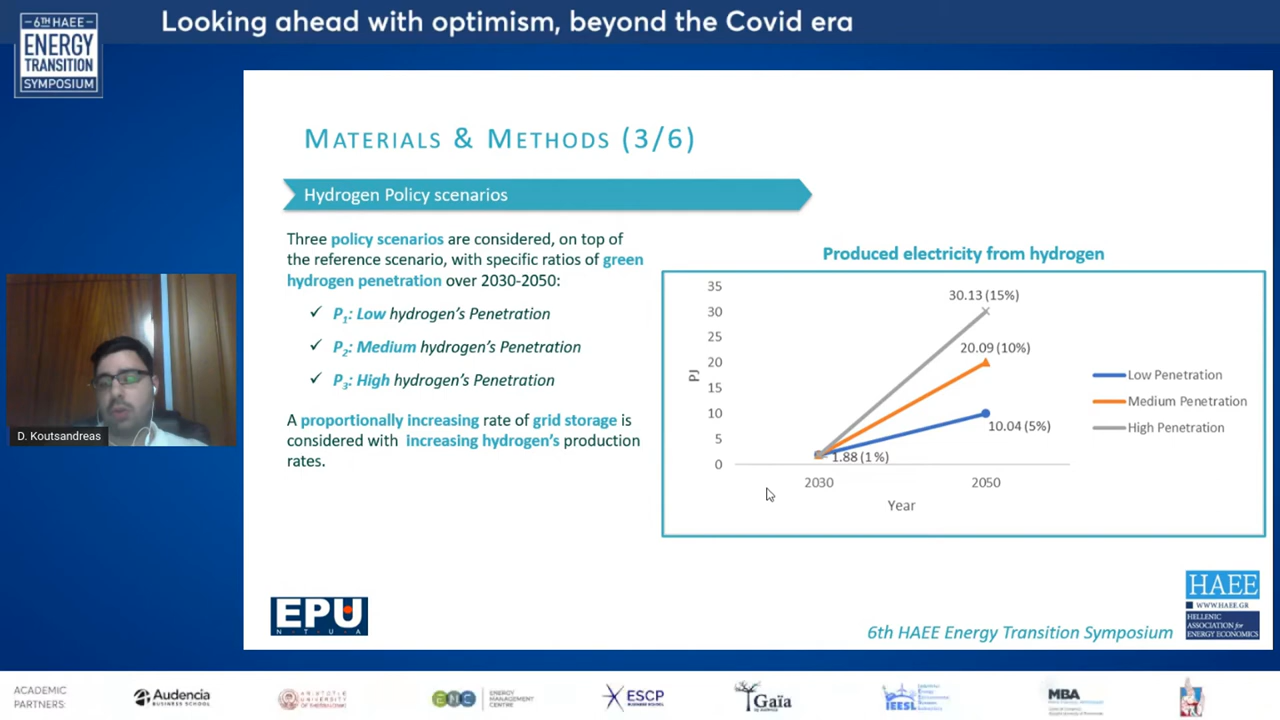 6TH HAEE
ENERGY
TRANSITION
SYMPOSIUM
Looking ahead with optimism, beyond the Covid era
MATERIALS & METHODS (3/6)
Hydrogen Policy scenarios
Three policy scenarios are considered, on top of
the reference scenario, with specific ratios of green
hydrogen penetration over 2030-2050:
✓ P1: Low hydrogen's Penetration
✓ P2: Medium hydrogen's Penetration
✓ P3: High hydrogen's Penetration
A proportionally increasing rate of grid storage is
considered with increasing hydrogen's production
rates.
Produced electricity from hydrogen
35
30
25
20
15
10
5
0
PJ
30.13 (15%)
20.09 (10%)
10.04 (5%)
1.88 (1%)
2030
2050
Year
Low Penetration
Medium Penetration
High Penetration
D. Koutsandreas
EPU
N·T·U·A
HAEE
WWW.HAEE.GR
HELLENIC
ASSOCIATION for
ENERGY ECONOMICS
6th HAEE Energy Transition Symposium
ACADEMIC
PARTNERS:
Audencia
BUSINESS SCHOOL
ENERGY
MANAGEMENT
CENTRE
ESCP
BUSINESS SCHOOL
Gaïa
IEESL
MBA